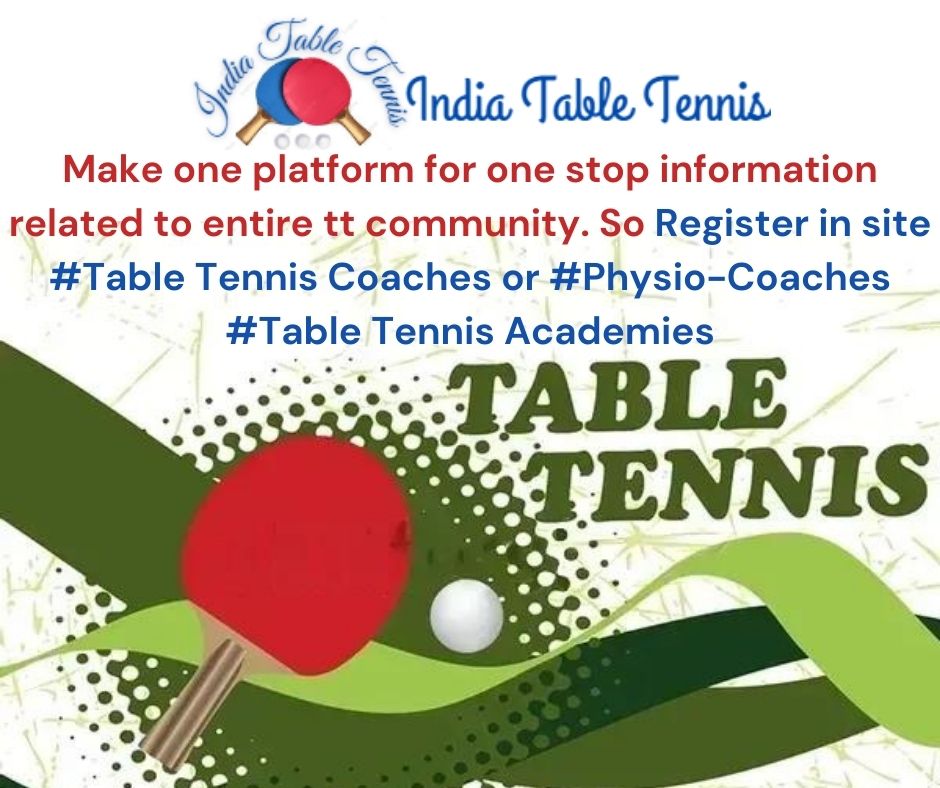 India Table Tennis
India Table Tennis
Make one platform for one stop information
related to entire tt community. So Register in site
#Table Tennis Coaches or #Physio-Coaches
#Table Tennis Academies
TABLE
TENNIS